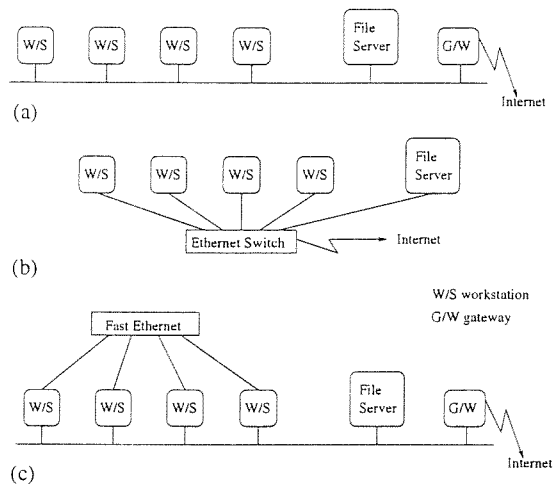 W/S W/S W/S W/S File Server G/W
Internet
(a)
W/S W/S W/S W/S File Server
Ethernet Switch Internet
(b)
W/S workstation
G/W gateway
Fast Ethernet
W/S W/S W/S W/S File Server G/W
Internet
(c)